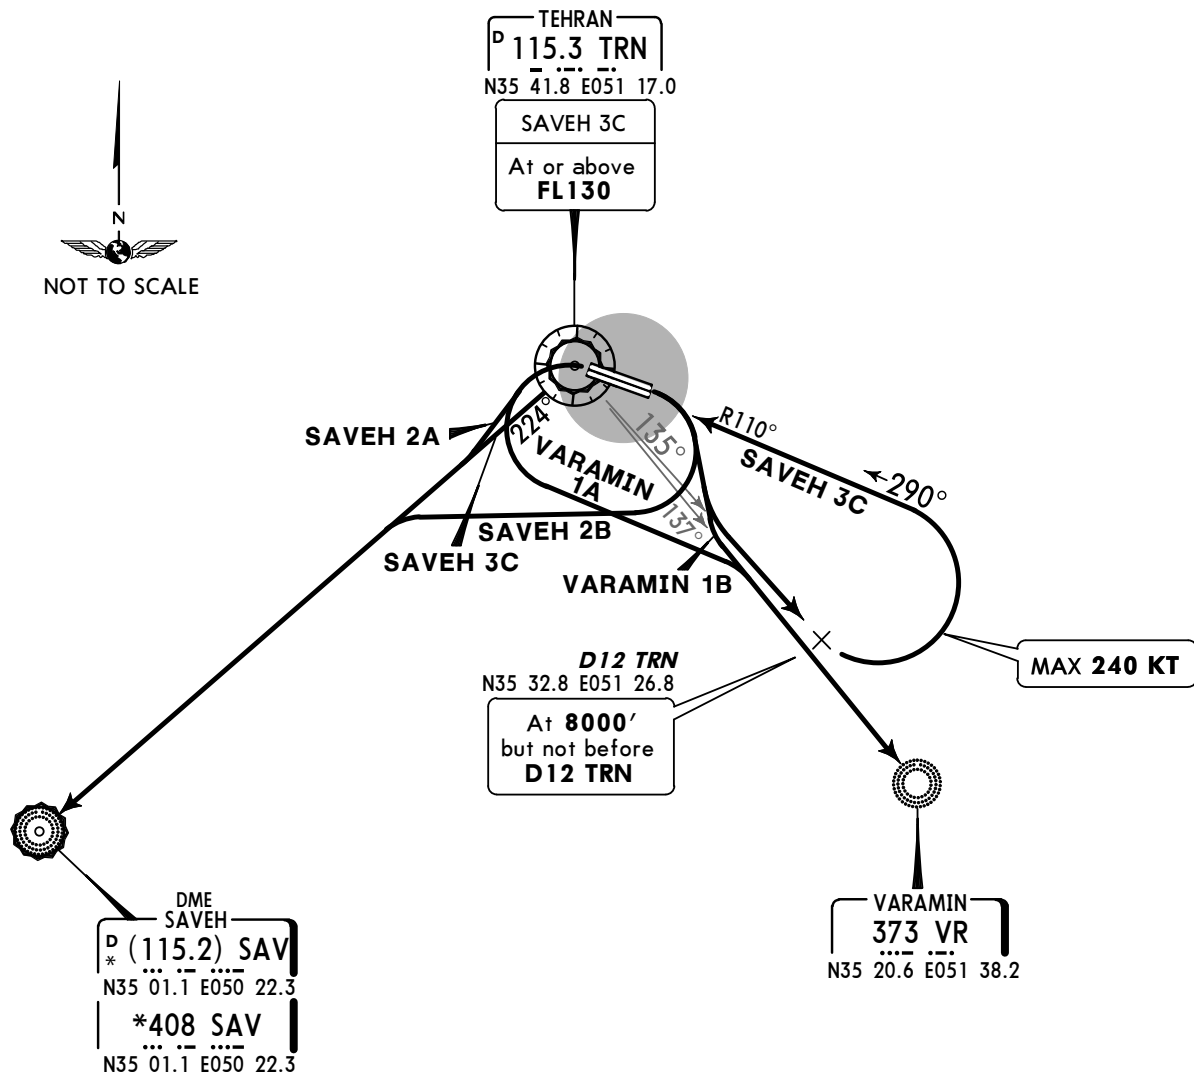 TEHRAN
D 115.3 TRN
N35 41.8 E051 17.0
SAVEH 3C
At or above
FL130
N
NOT TO SCALE
SAVEH 2A
224°
VARAMIN
1A
135°
137°
R110°
SAVEH 3C
290°
SAVEH 2B
SAVEH 3C
VARAMIN 1B
MAX 240 KT
D12 TRN
N35 32.8 E051 26.8
At 8000'
but not before
D12 TRN
DME
SAVEH
D * (115.2) SAV
N35 01.1 E050 22.3
*408 SAV
N35 01.1 E050 22.3
VARAMIN
373 VR
N35 20.6 E051 38.2